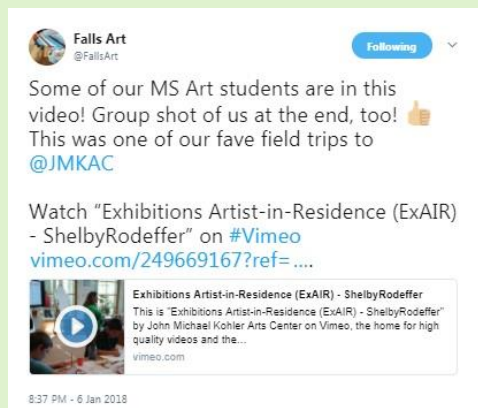 Falls Art
@FallsArt
Following
Some of our MS Art students are in this
video! Group shot of us at the end, too! 👍🏼
This was one of our fave field trips to
@JMKAC
Watch “Exhibitions Artist-in-Residence (ExAIR)
- ShelbyRodeffer” on #Vimeo
vimeo.com/249669167?ref= ....
Exhibitions Artist-in-Residence (ExAIR) - ShelbyRodeffer
This is "Exhibitions Artist-in-Residence (ExAIR) - ShelbyRodeffer"
by John Michael Kohler Arts Center on Vimeo, the home for high
quality videos and the...
vimeo.com
8:37 PM - 6 Jan 2018